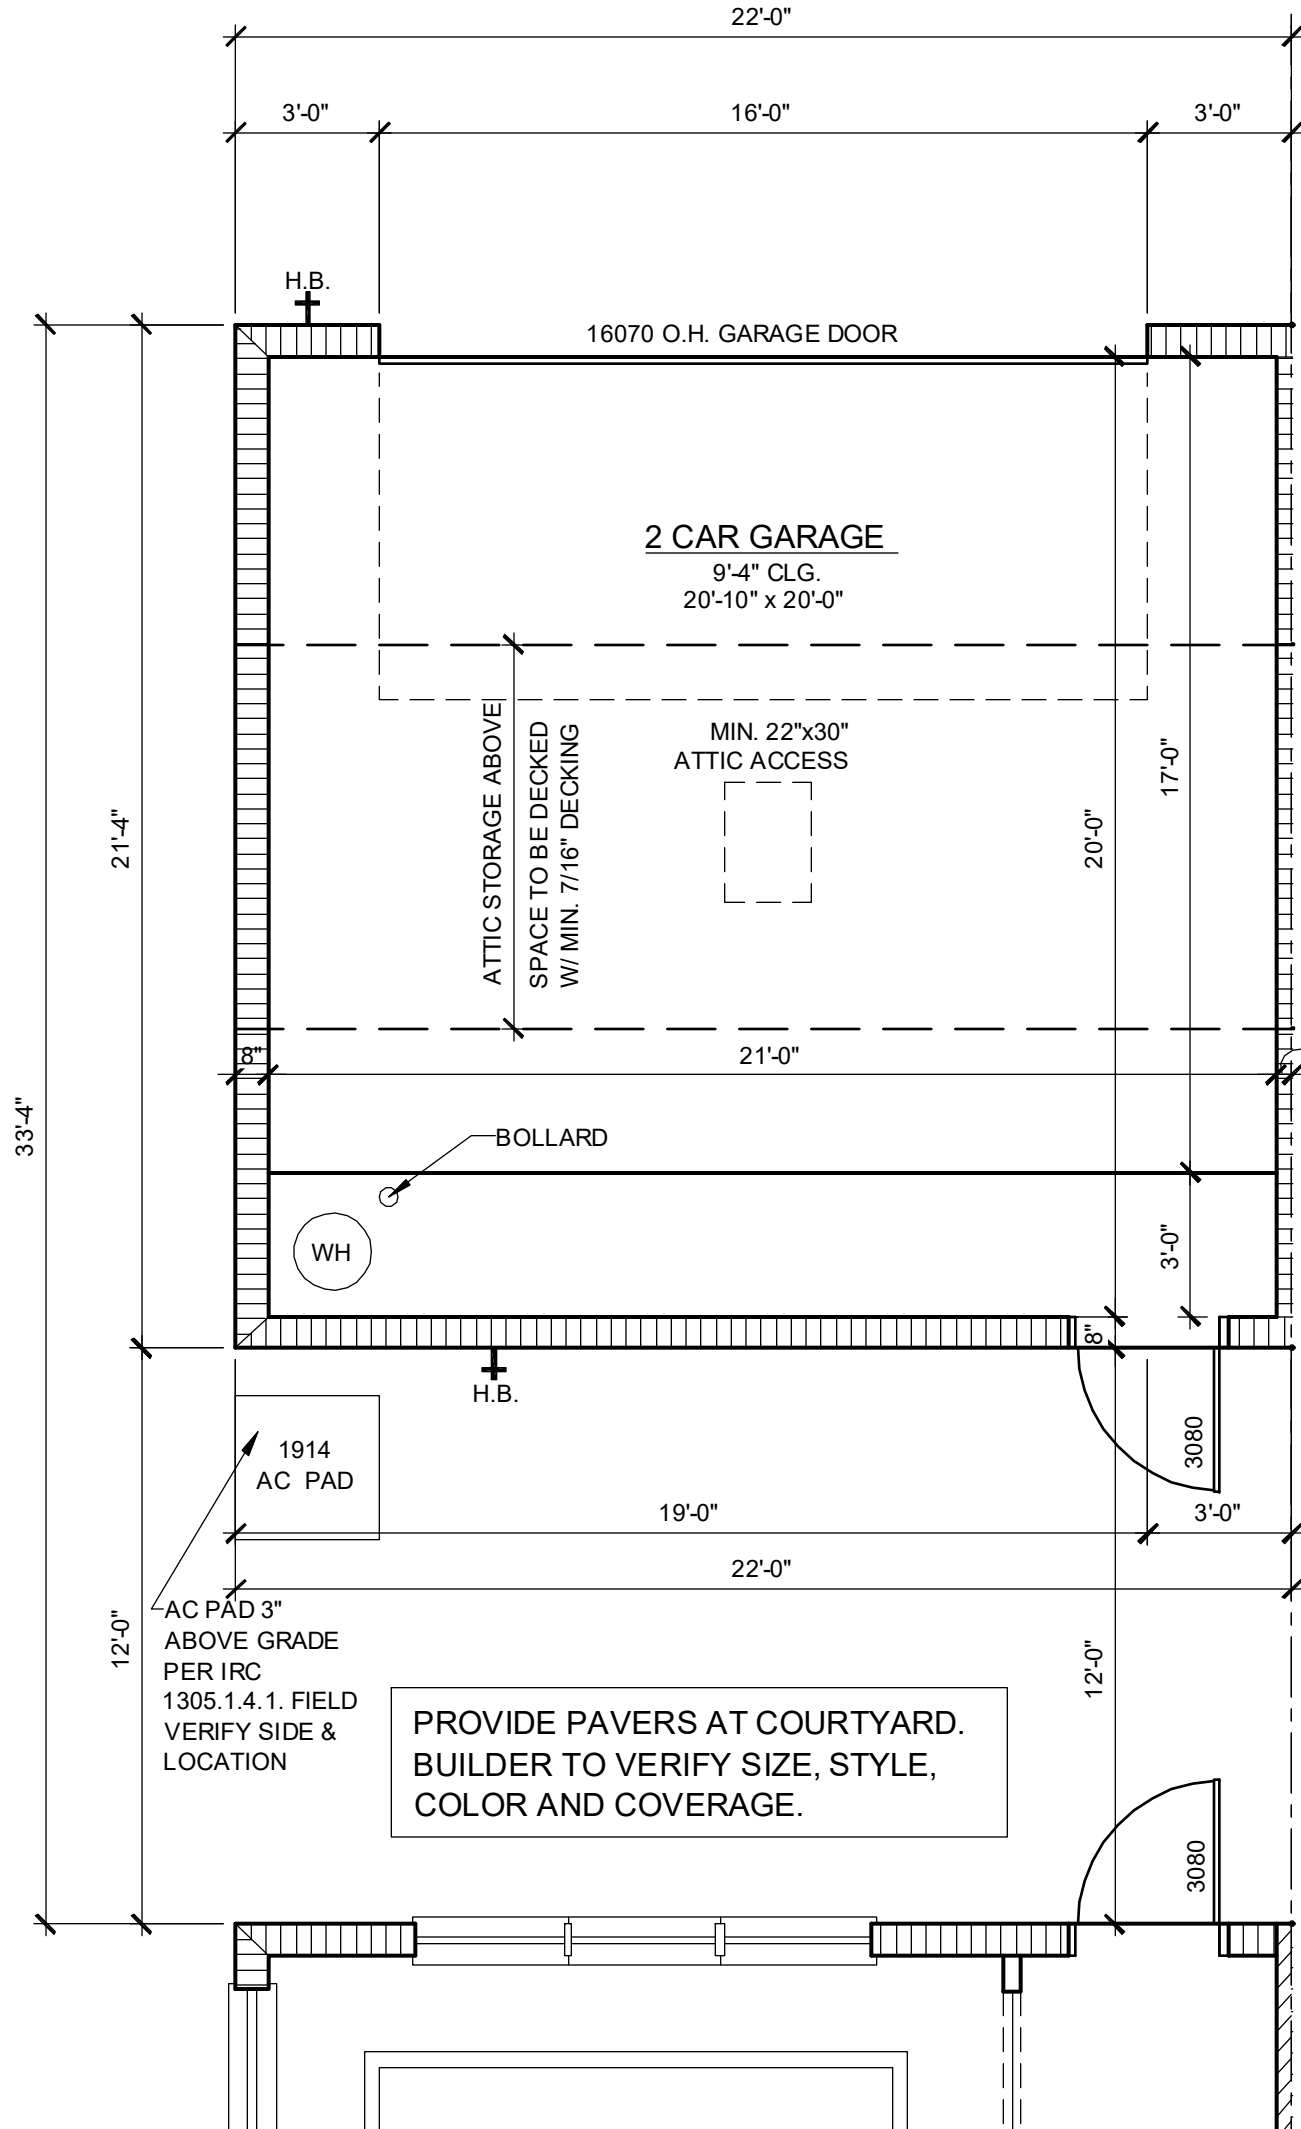 22'-0"
3'-0"
16'-0"
3'-0"
H.B.
16070 O.H. GARAGE DOOR
2 CAR GARAGE
9'-4" CLG.
20'-10" x 20'-0"
ATTIC STORAGE ABOVE
SPACE TO BE DECKED
W/ MIN. 7/16" DECKING
MIN. 22"x30"
ATTIC ACCESS
17'-0"
20'-0"
21'-4"
8"
21'-0"
33'-4"
BOLLARD
WH
3'-0"
8"
H.B.
1914
AC PAD
3080
19'-0"
3'-0"
22'-0"
12'-0"
AC PAD 3"
ABOVE GRADE
PER IRC
1305.1.4.1. FIELD
VERIFY SIDE &
LOCATION
12'-0"
PROVIDE PAVERS AT COURTYARD.
BUILDER TO VERIFY SIZE, STYLE,
COLOR AND COVERAGE.
3080